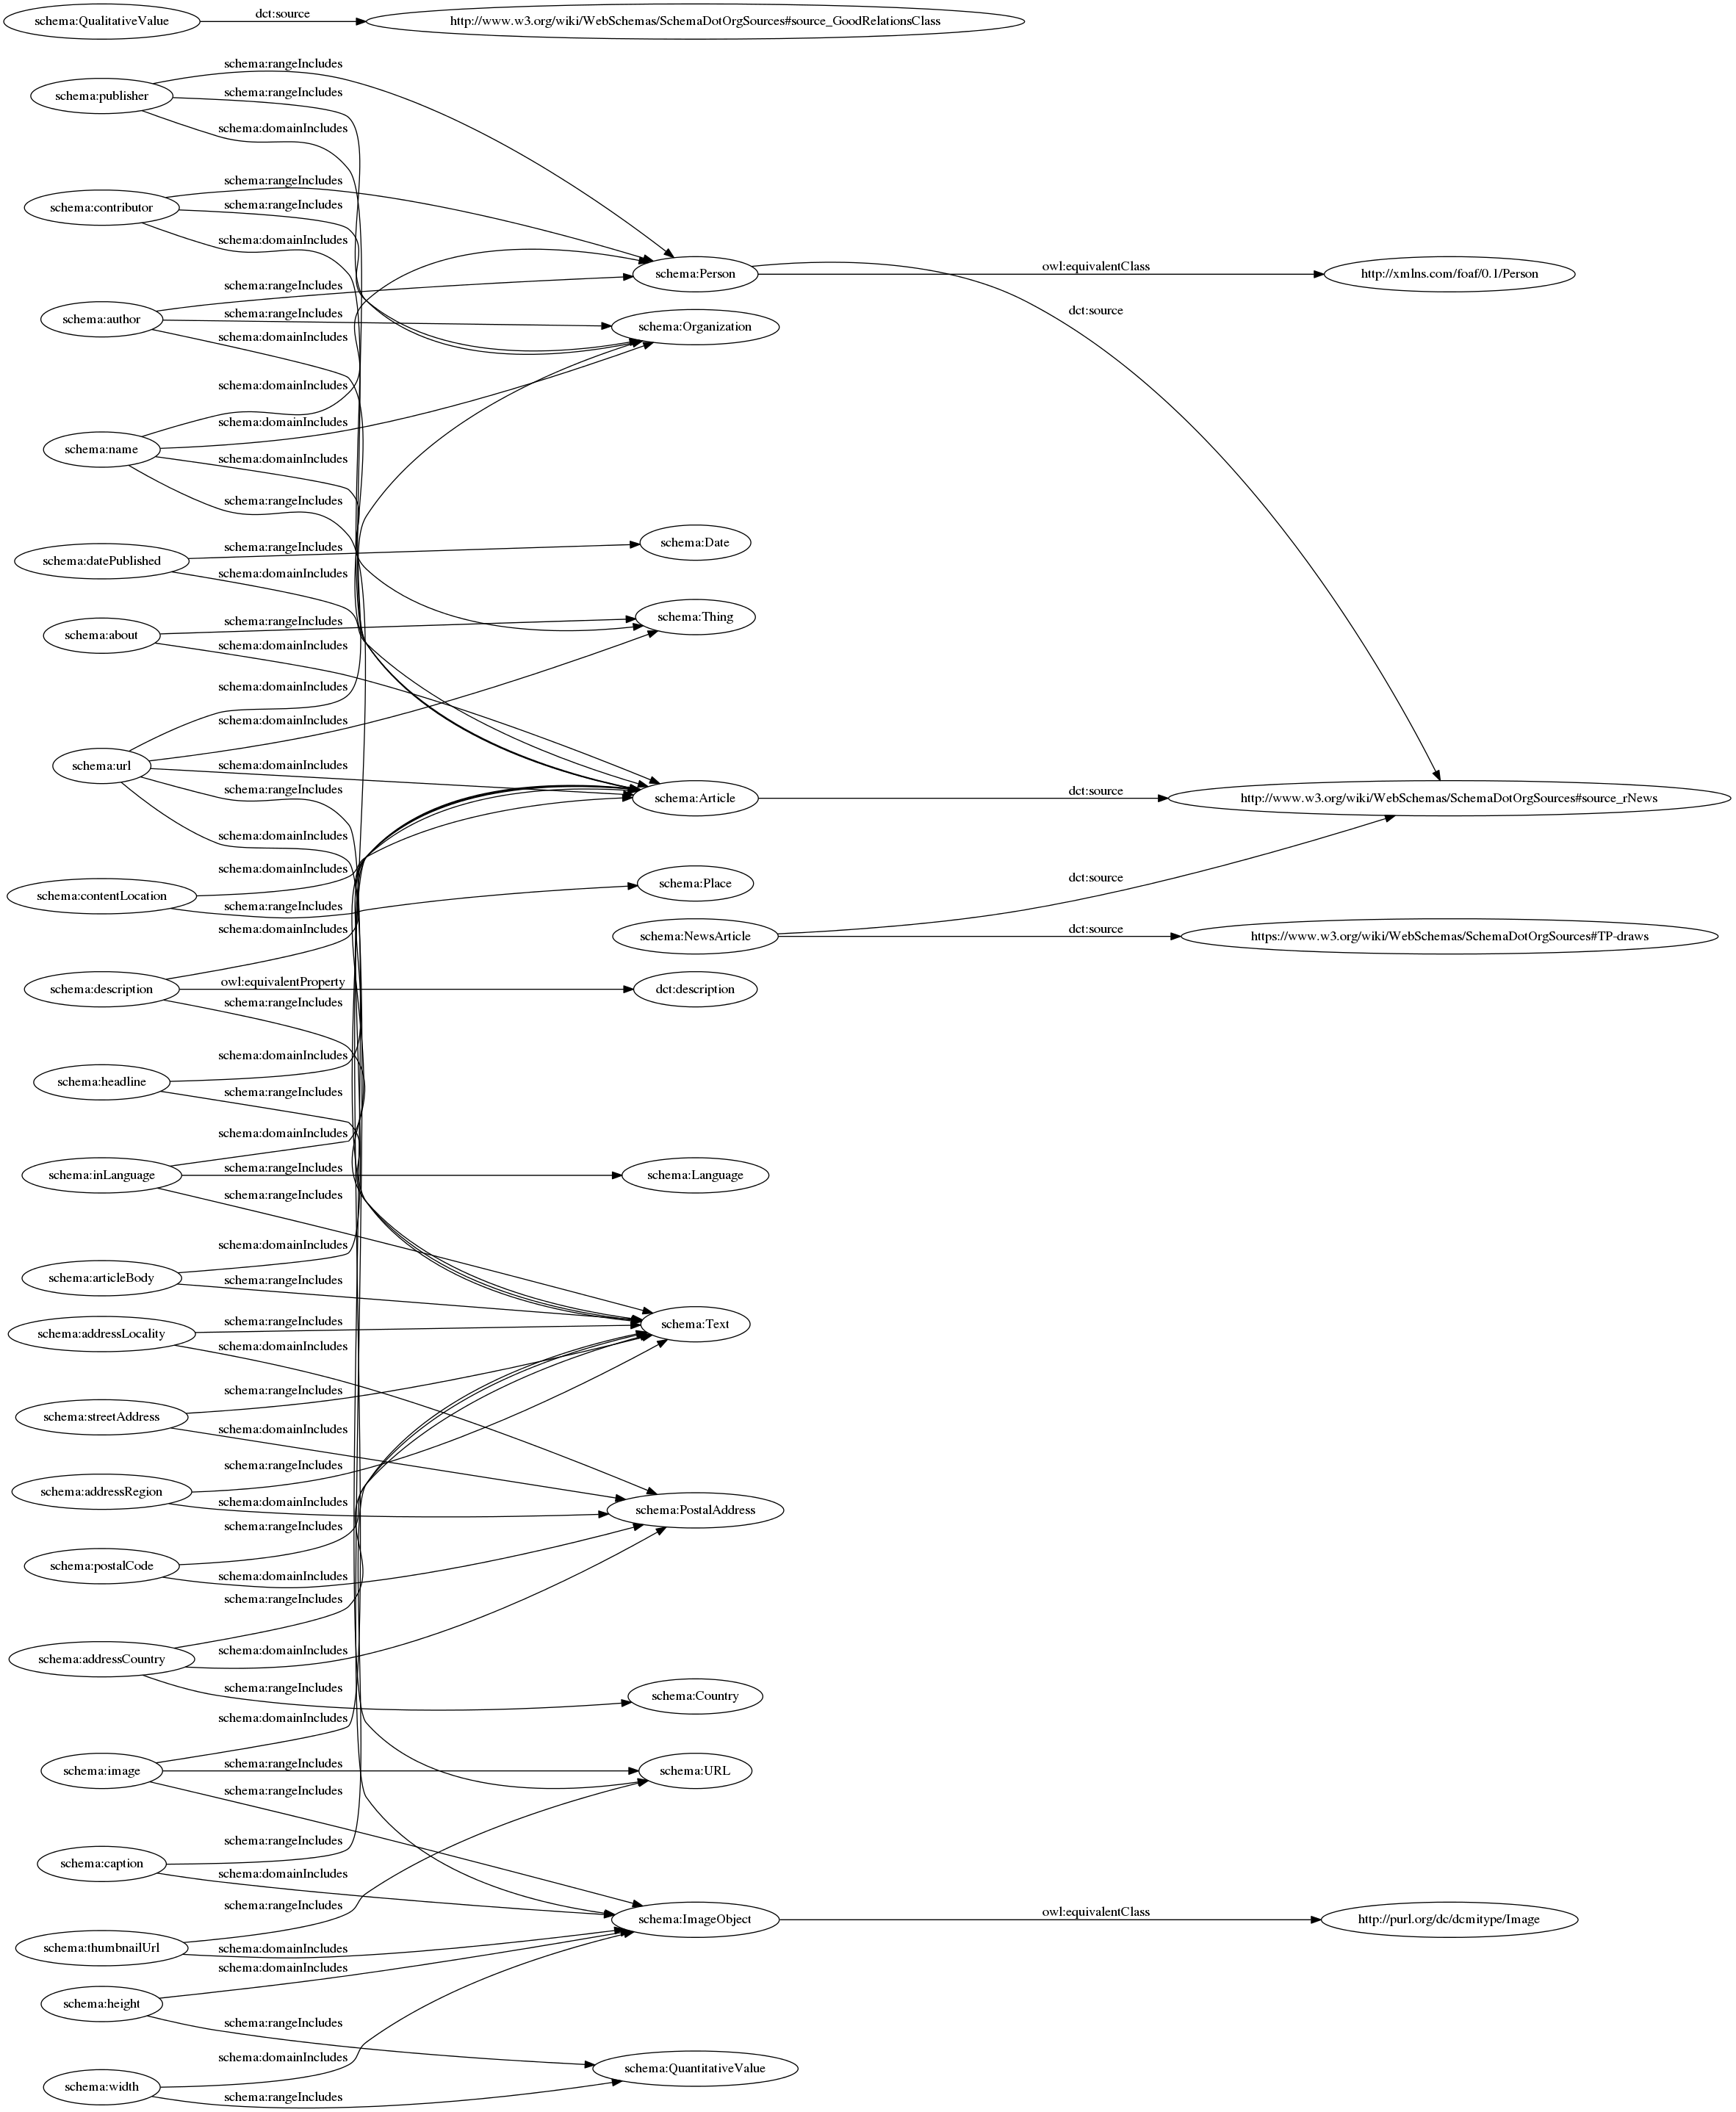 schema:QualitativeValue
dct:source
http://www.w3.org/wiki/WebSchemas/SchemaDotOrgSources#source_GoodRelationsClass
schema:rangeIncludes
schema:publisher
schema:rangeIncludes
schema:domainIncludes
schema:rangeIncludes
schema:contributor
schema:rangeIncludes
schema:domainIncludes
schema:Person
owl:equivalentClass
http://xmlns.com/foaf/0.1/Person
schema:rangeIncludes
dct:source
schema:author
schema:rangeIncludes
schema:Organization
schema:domainIncludes
schema:domainIncludes
schema:domainIncludes
schema:name
schema:domainIncludes
schema:rangeIncludes
schema:Date
schema:rangeIncludes
schema:datePublished
schema:domainIncludes
schema:Thing
schema:rangeIncludes
schema:about
schema:domainIncludes
schema:domainIncludes
schema:domainIncludes
schema:url
schema:domainIncludes
schema:rangeIncludes
schema:Article
dct:source
http://www.w3.org/wiki/WebSchemas/SchemaDotOrgSources#source_rNews
schema:domainIncludes
schema:domainIncludes
schema:Place
dct:source
schema:contentLocation
schema:rangeIncludes
schema:domainIncludes
schema:NewsArticle
dct:source
https://www.w3.org/wiki/WebSchemas/SchemaDotOrgSources#TP-draws
owl:equivalentProperty
schema:description
dct:description
schema:rangeIncludes
schema:domainIncludes
schema:headline
schema:rangeIncludes
schema:domainIncludes
schema:inLanguage
schema:rangeIncludes
schema:Language
schema:rangeIncludes
schema:domainIncludes
schema:articleBody
schema:rangeIncludes
schema:rangeIncludes
schema:Text
schema:addressLocality
schema:domainIncludes
schema:rangeIncludes
schema:streetAddress
schema:domainIncludes
schema:rangeIncludes
schema:addressRegion
schema:domainIncludes
schema:PostalAddress
schema:rangeIncludes
schema:postalCode
schema:domainIncludes
schema:rangeIncludes
schema:domainIncludes
schema:addressCountry
schema:rangeIncludes
schema:Country
schema:domainIncludes
schema:rangeIncludes
schema:image
schema:URL
schema:rangeIncludes
schema:rangeIncludes
schema:caption
schema:domainIncludes
schema:rangeIncludes
schema:ImageObject
owl:equivalentClass
http://purl.org/dc/dcmitype/Image
schema:thumbnailUrl
schema:domainIncludes
schema:domainIncludes
schema:height
schema:rangeIncludes
schema:domainIncludes
schema:QuantitativeValue
schema:width
schema:rangeIncludes